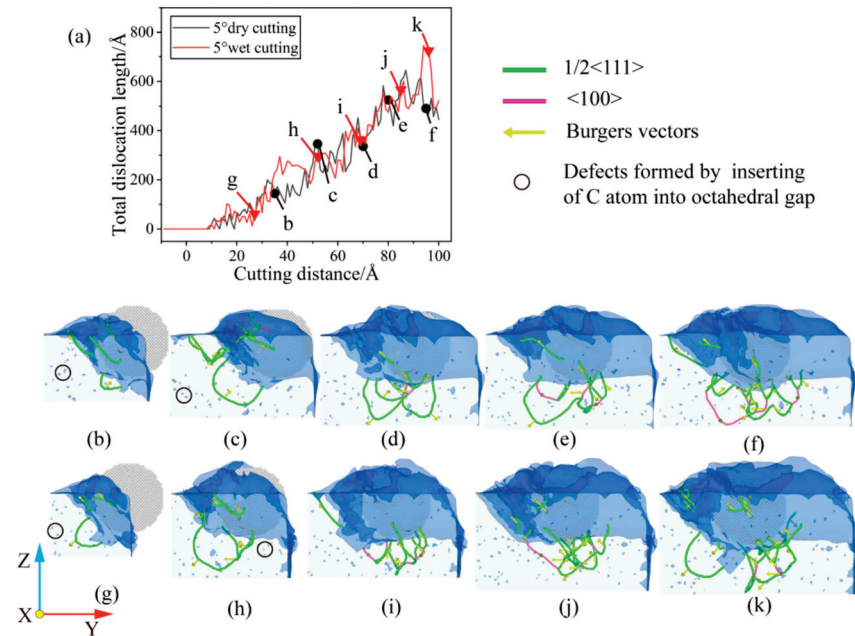 (a)
5°dry cutting
5°wet cutting
Total dislocation length/Å
800
600
400
200
0
0
20
40
60
80
100
Cutting distance/Å
g
b
h
c
i
d
j
e
k
f
1/2<111>
<100>
Burgers vectors
Defects formed by inserting
of C atom into octahedral gap
(b)
(c)
(d)
(e)
(f)
Z
X
Y
(g)
(h)
(i)
(j)
(k)